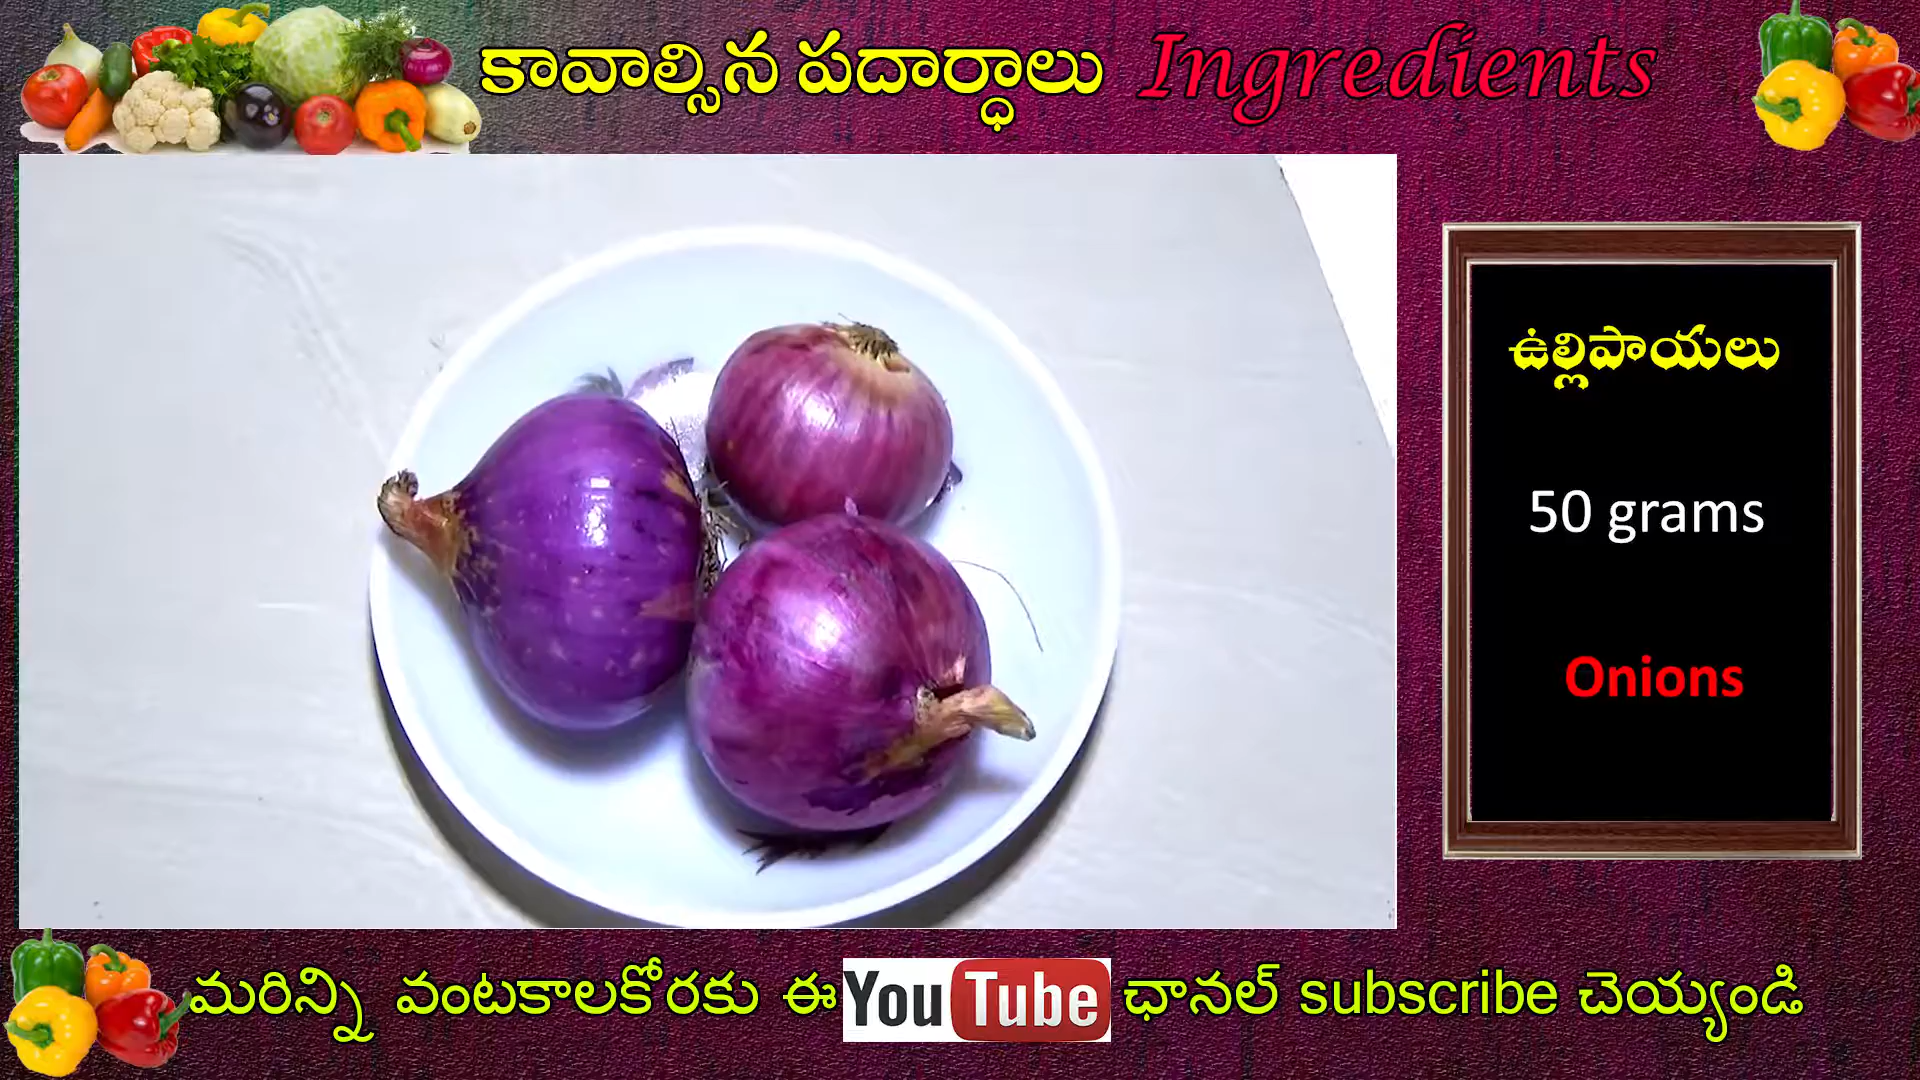 కావాల్సిన పదార్ధాలు Ingredients
ఉల్లిపాయలు
50 grams
Onions
మరిన్ని వంటకాలకోరకు ఈ YouTube ఛానల్ subscribe చెయ్యండి